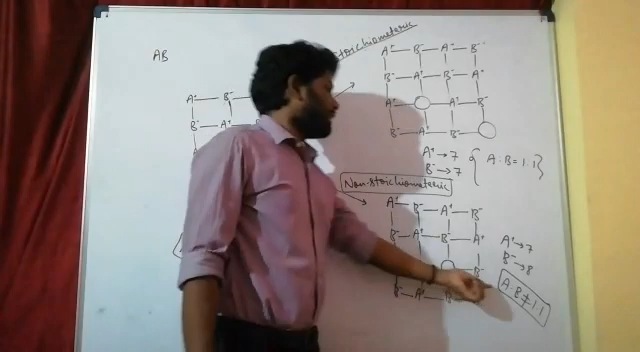 AB
Stoichiometric
A⁺ — B⁻
B⁻ — A⁺
A⁺ B⁻ A⁺ B⁻
B⁻ A⁺ B⁻ A⁺
A⁺ A⁺ B⁻
B⁻ A⁺ B⁻
A⁺ → 7
B⁻ → 7
A : B = 1:1
Non-stoichiometric
A⁺ B⁻ A⁺ B⁻
B⁻ A⁺ B⁻ A⁺
B⁻
B⁻ A⁺ B⁻
A⁺ → 7
B⁻ → 8
A : B ≠ 1:1